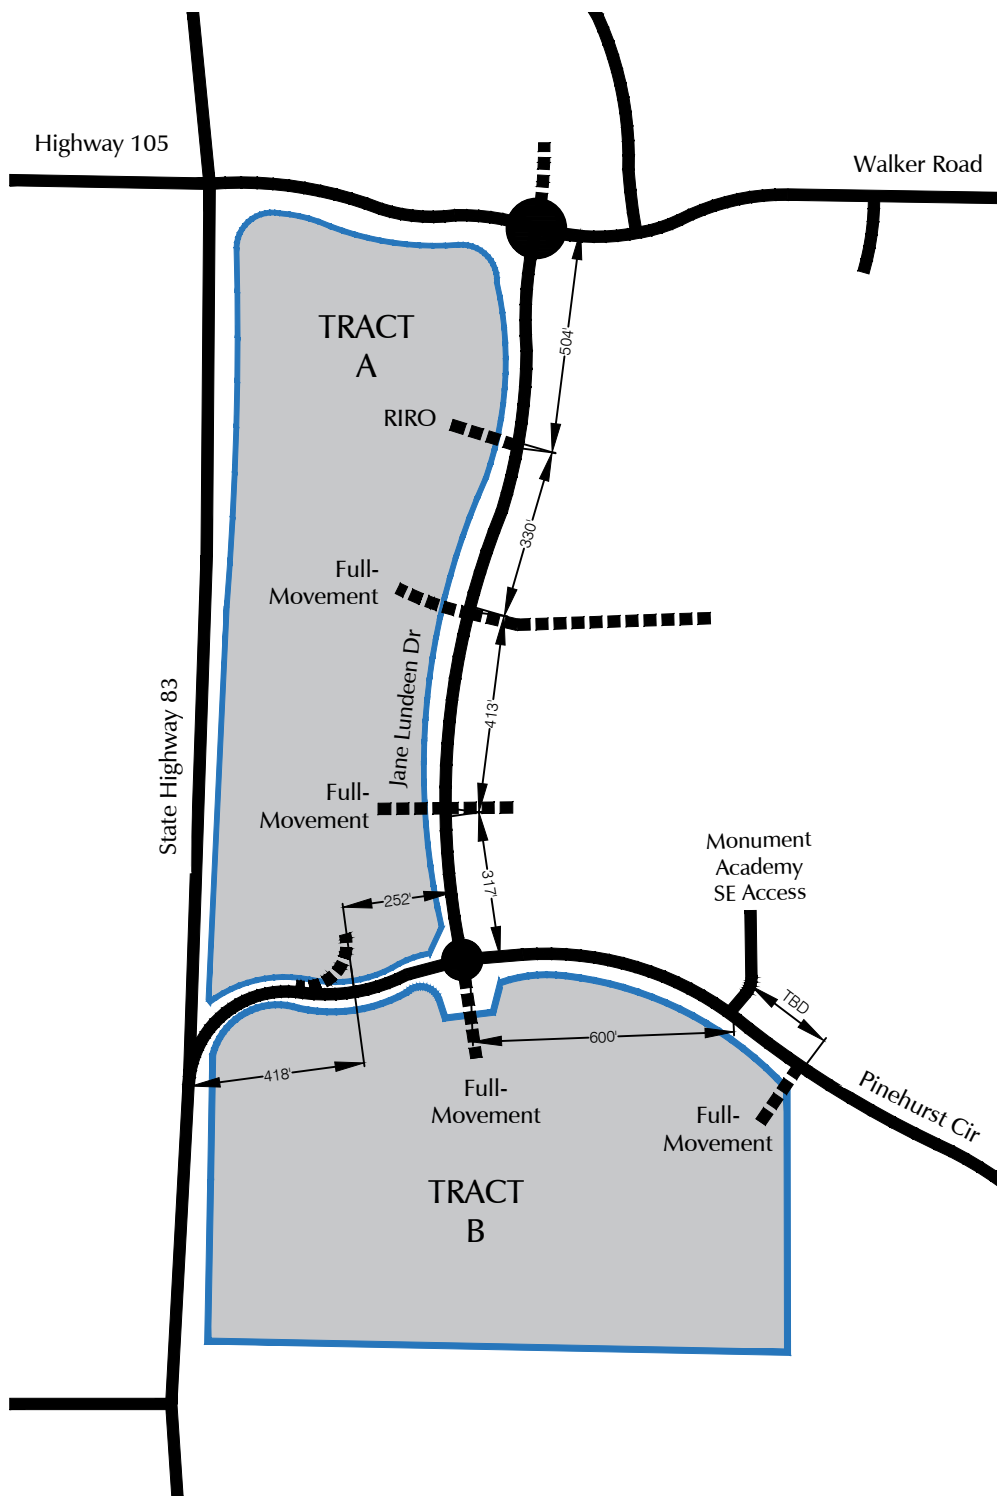 Highway 105
Walker Road
TRACT
A
504'
RIRO
330'
Full-
Movement
Jane Lundeen Dr
State Highway 83
413'
Full-
Movement
317'
252'
Monument
Academy
SE Access
TBD
600'
418'
Full-
Movement
Full-
Movement
Pinehurst Cir
TRACT
B